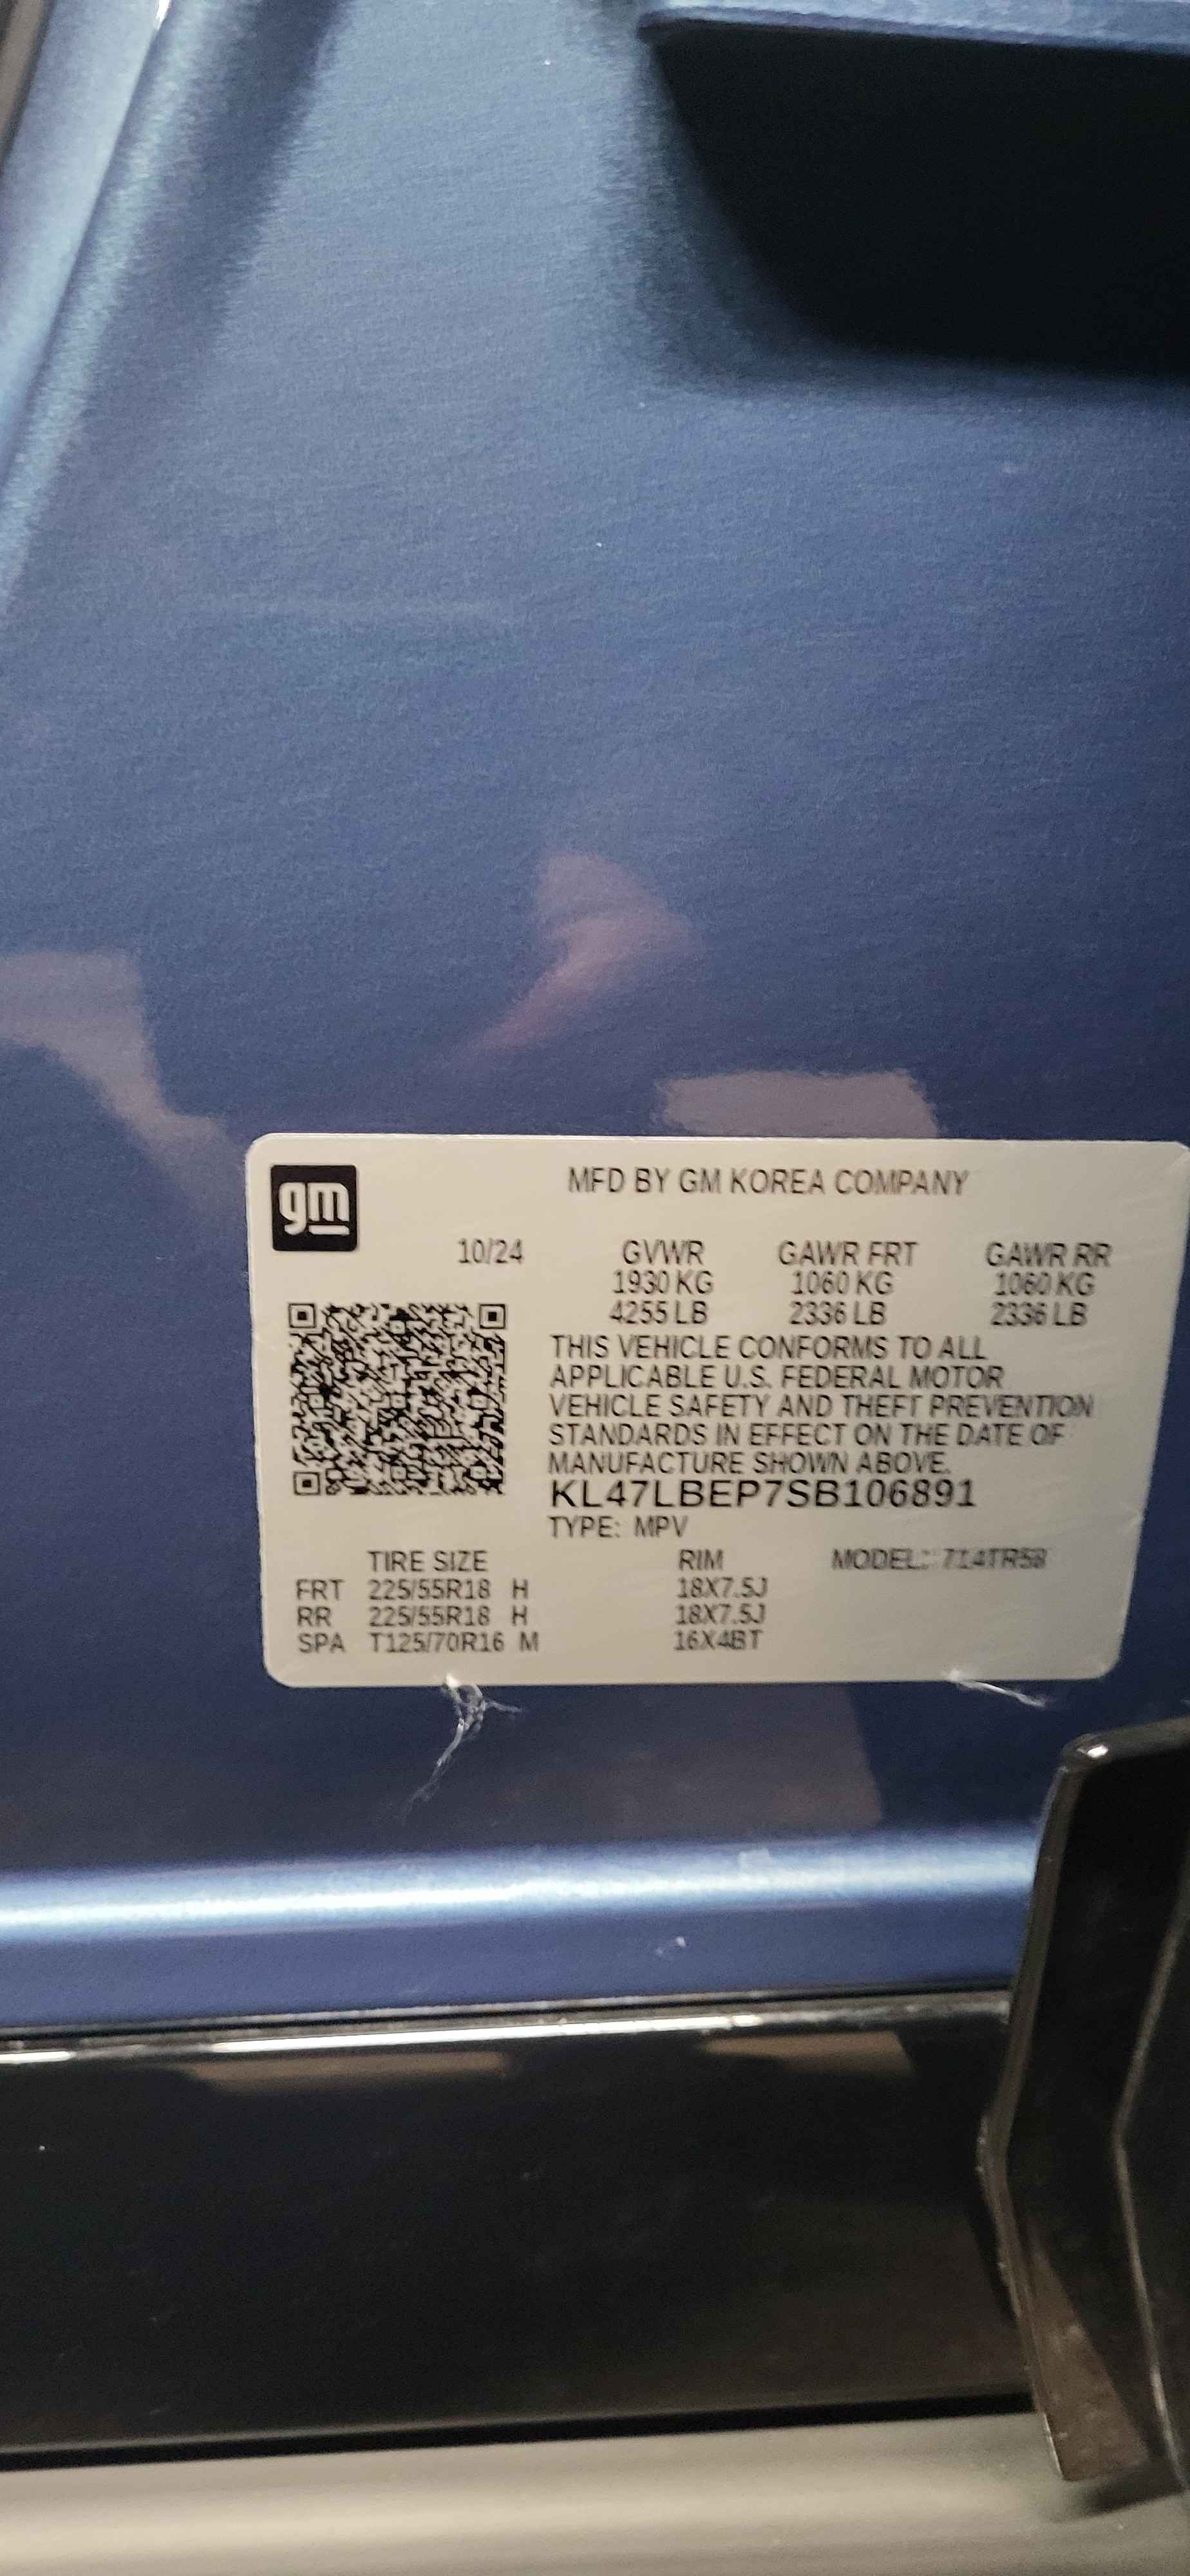 gm
MFD BY GM KOREA COMPANY
10/24 GVWR GAWR FRT GAWR RR
1930 KG 1060 KG 1060 KG
4255 LB 2336 LB 2336 LB
THIS VEHICLE CONFORMS TO ALL
APPLICABLE U.S. FEDERAL MOTOR
VEHICLE SAFETY AND THEFT PREVENTION
STANDARDS IN EFFECT ON THE DATE OF
MANUFACTURE SHOWN ABOVE.
KL47LBEP7SB106891
TYPE: MPV
TIRE SIZE RIM MODEL:
FRT 225/55R18 H 18X7.5J
RR 225/55R18 H 18X7.5J
SPA T125/70R16 M 16X4BT